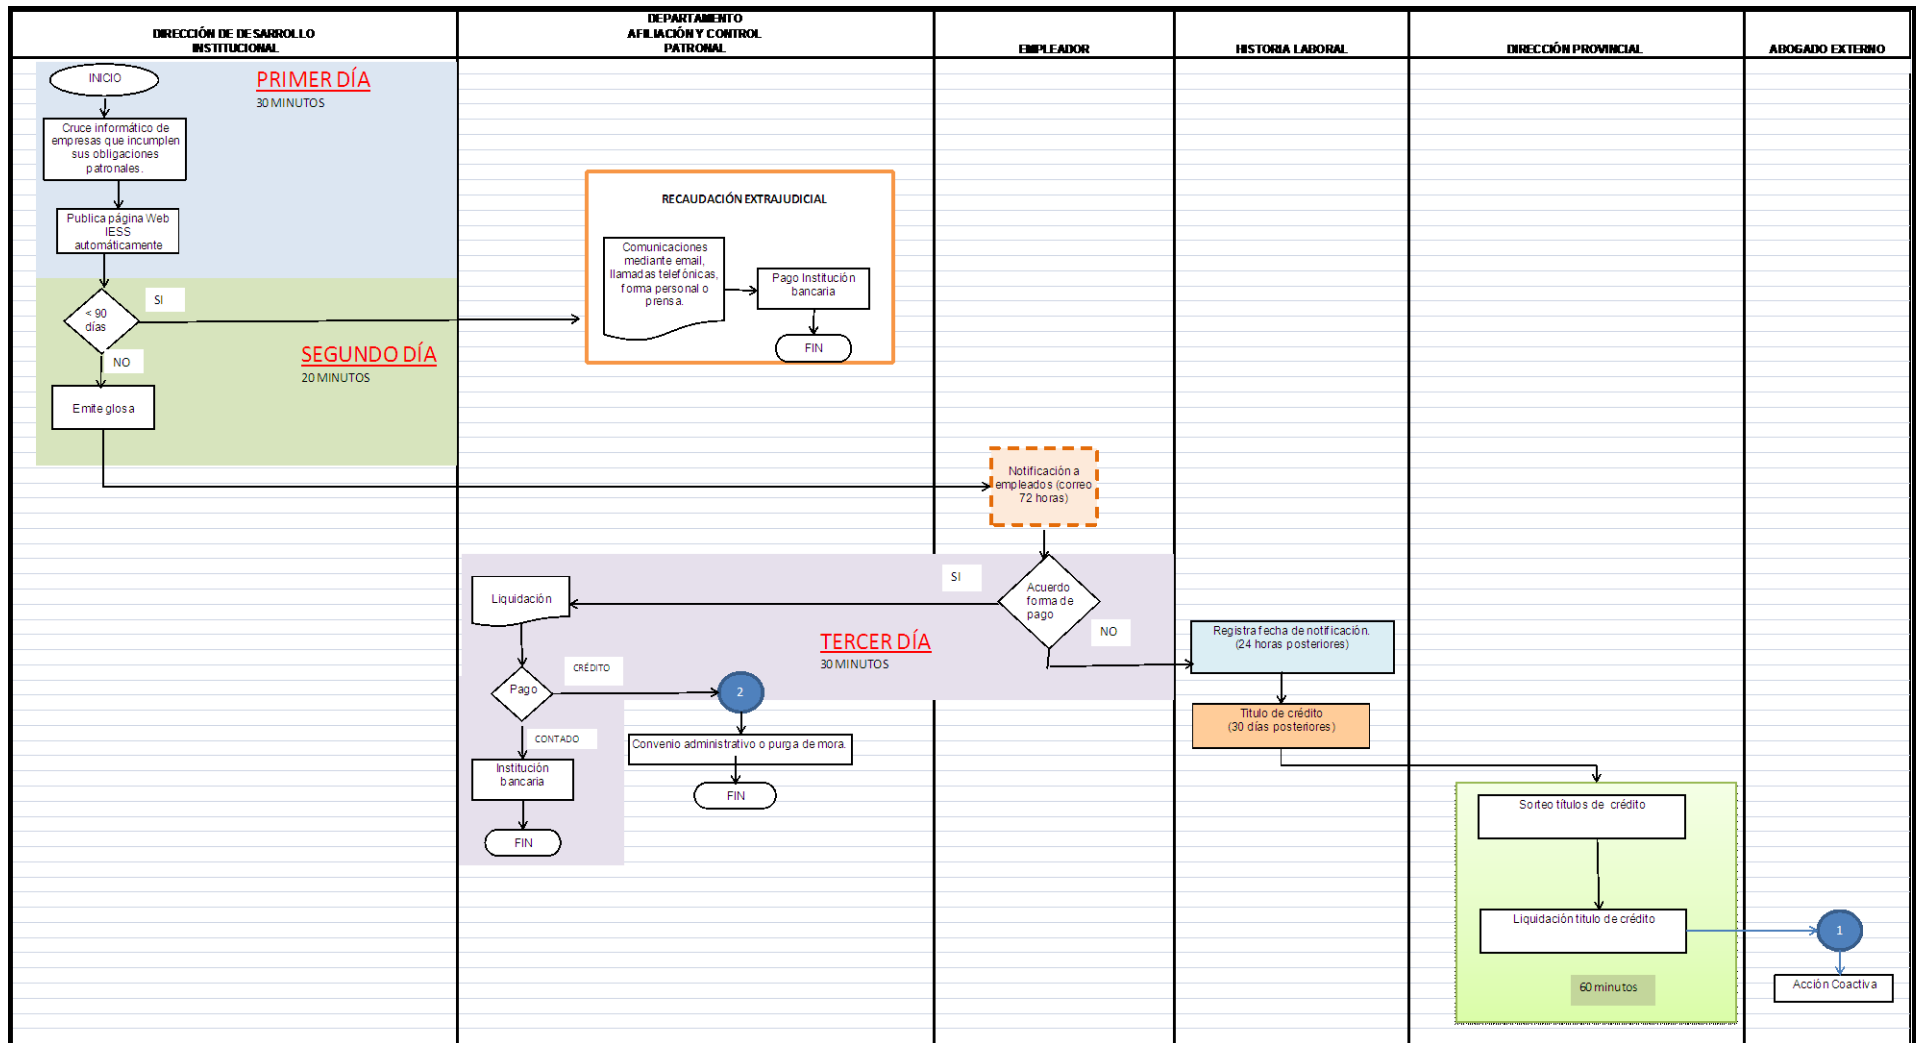 DIRECCIÓN DE DESARROLLO
INSTITUCIONAL
DEPARTAMENTO
AFILIACIÓN Y CONTROL
PATRONAL
EMPLEADOR
HISTORIA LABORAL
DIRECCIÓN PROVINCIAL
ABOGADO EXTERNO
INICIO
PRIMER DÍA
30 MINUTOS
Cruce informático de
empresas que incumplen
sus obligaciones
patronales.
Publica página Web
IESS
automáticamente
< 90
días
SI
NO
SEGUNDO DÍA
20 MINUTOS
Emite glosa
RECAUDACIÓN EXTRAJUDICIAL
Comunicaciones
mediante email,
llamadas telefónicas,
forma personal o
prensa.
Pago Institución
bancaria
FIN
Notificación a
empleados (correo
72 horas)
Acuerdo
forma de
pago
SI
NO
Liquidación
TERCER DÍA
30 MINUTOS
Pago
CRÉDITO
2
CONTADO
Convenio administrativo o purga de mora.
FIN
Institución
bancaria
FIN
Registra fecha de notificación.
(24 horas posteriores)
Titulo de crédito
(30 días posteriores)
Sorteo títulos de crédito
Liquidación titulo de crédito
60 minutos
1
Acción Coactiva